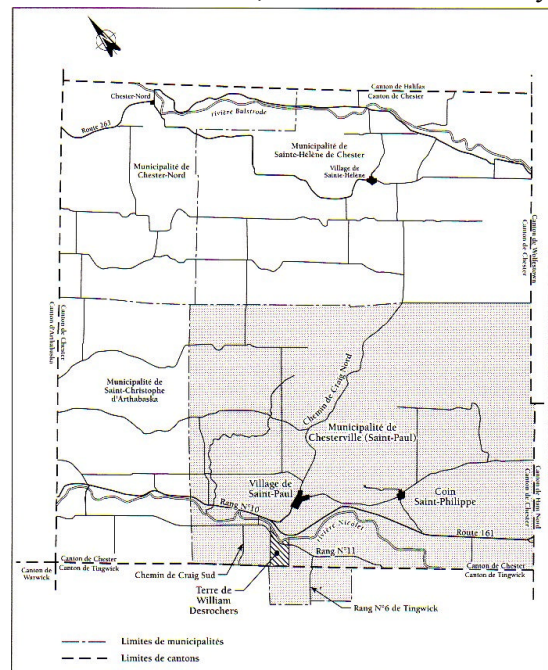 Canton de Halifax
Canton de Chester
Chester-Nord
rivière Bulstrode
Route 161
Municipalité de
Sainte-Hélène de Chester
Municipalité de
Chester-Nord
Village de
Sainte-Hélène
Canton de Wolfestown
Canton de Chester
Canton de Chester
Canton d'Arthabaska
Municipalité de
Saint-Christophe
d'Arthabaska
Chemin de Craig Nord
Municipalité de
Chesterville (Saint-Paul)
Village de
Saint-Paul
Coin
Saint-Philippe
Canton de Ham Nord
Canton de Chester
Rang N°10
rivière Nicolet
Route 161
Rang N°11
Canton de Chester
Canton de Tingwick
Canton de Chester
Canton de Tingwick
Canton de
Warwick
Chemin de Craig Sud
Terre de
William
Desrochers
Rang N°6 de Tingwick
Limites de municipalités
Limites de cantons